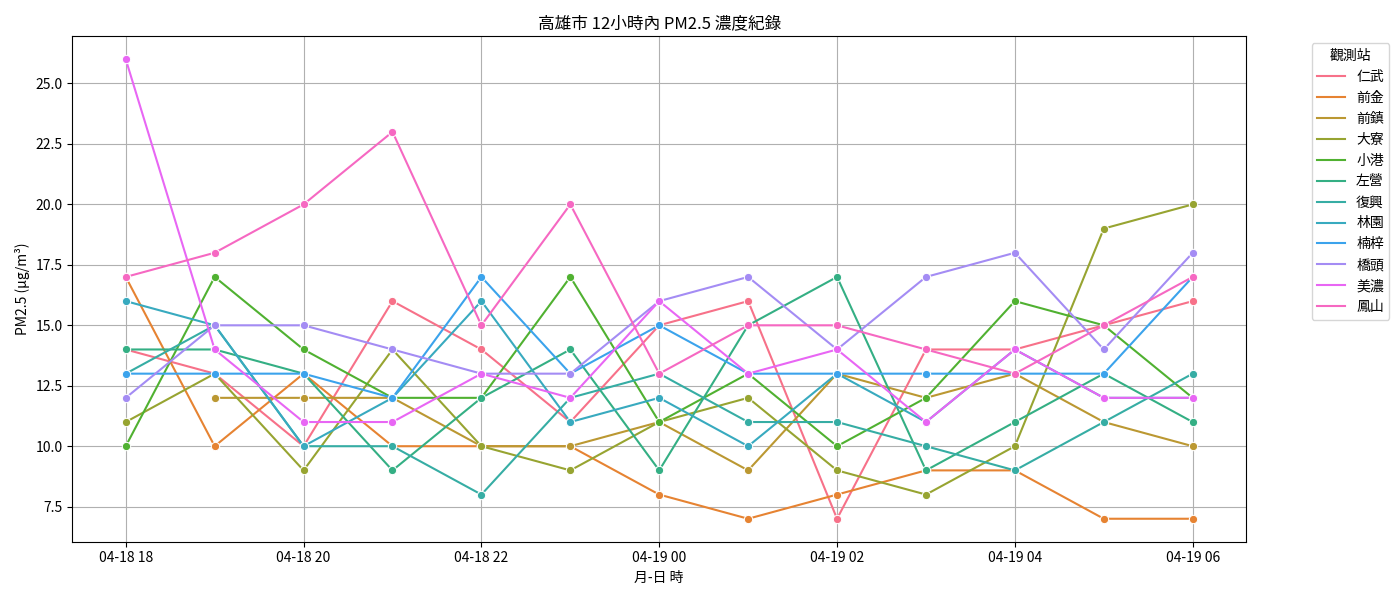 高雄市 12小時內 PM2.5 濃度紀錄
PM2.5 (μg/m³)
25.0
22.5
20.0
17.5
15.0
12.5
10.0
7.5
04-18 18
04-18 20
04-18 22
04-19 00
04-19 02
04-19 04
04-19 06
月-日 時
觀測站
仁武
前金
前鎮
大寮
小港
左營
復興
林園
楠梓
橋頭
美濃
鳳山